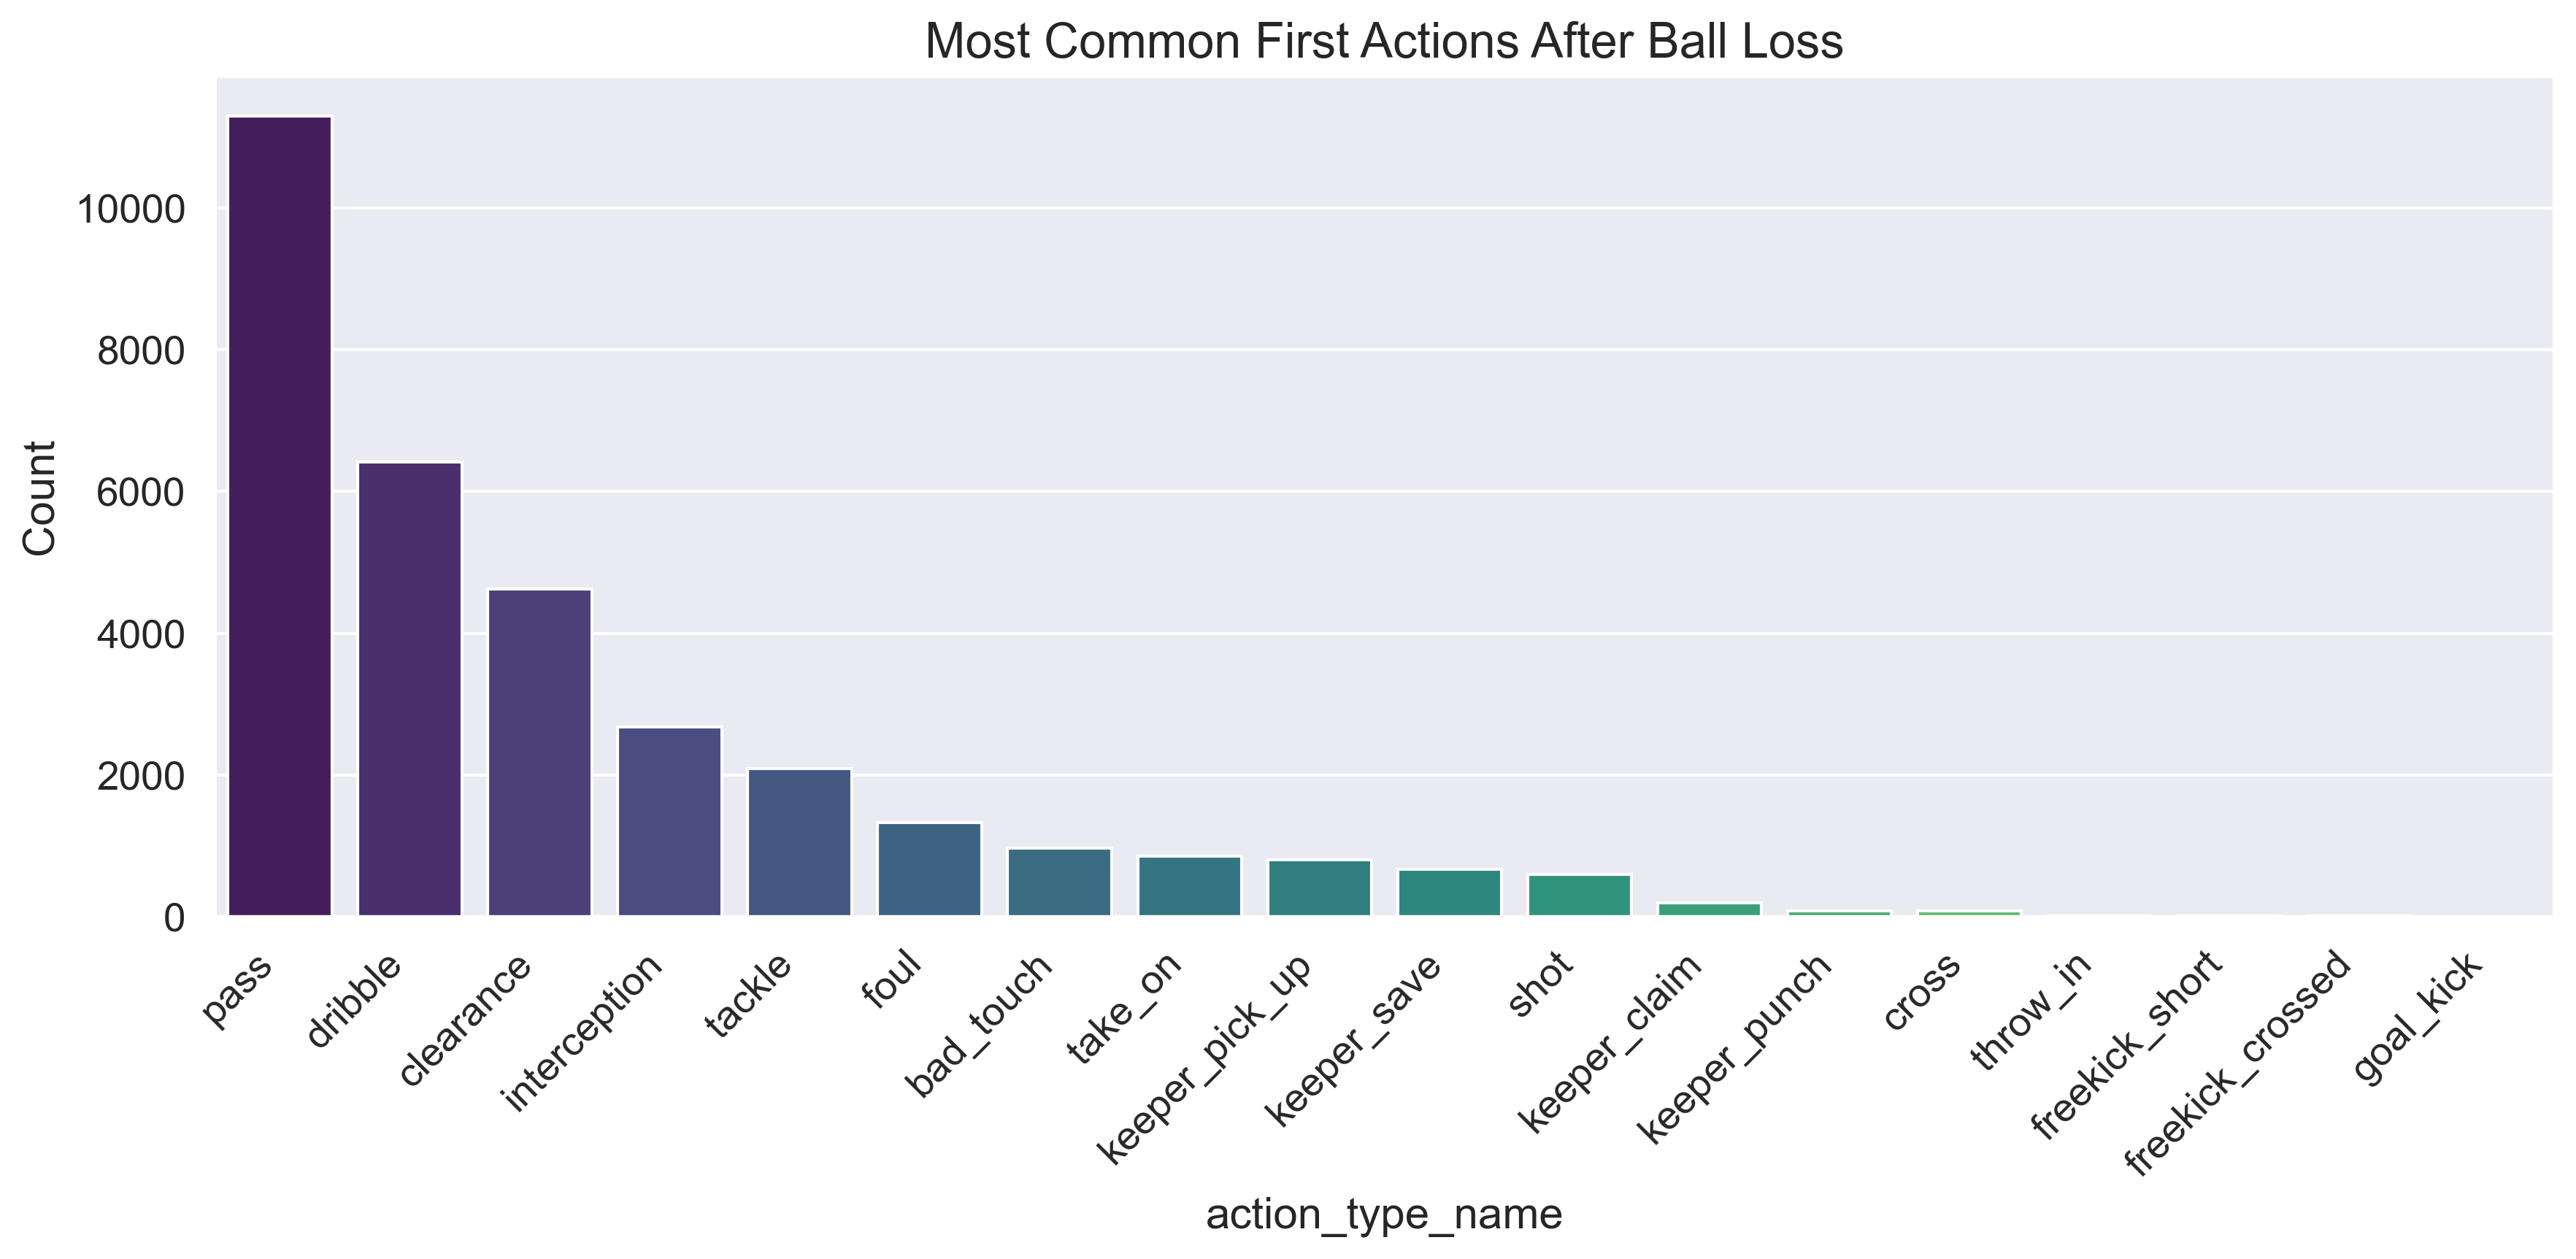 Most Common First Actions After Ball Loss
Count
10000
8000
6000
4000
2000
0
pass
dribble
clearance
interception
tackle
foul
bad_touch
take_on
keeper_pick_up
keeper_save
shot
keeper_claim
keeper_punch
cross
throw_in
freekick_short
freekick_crossed
goal_kick
action_type_name